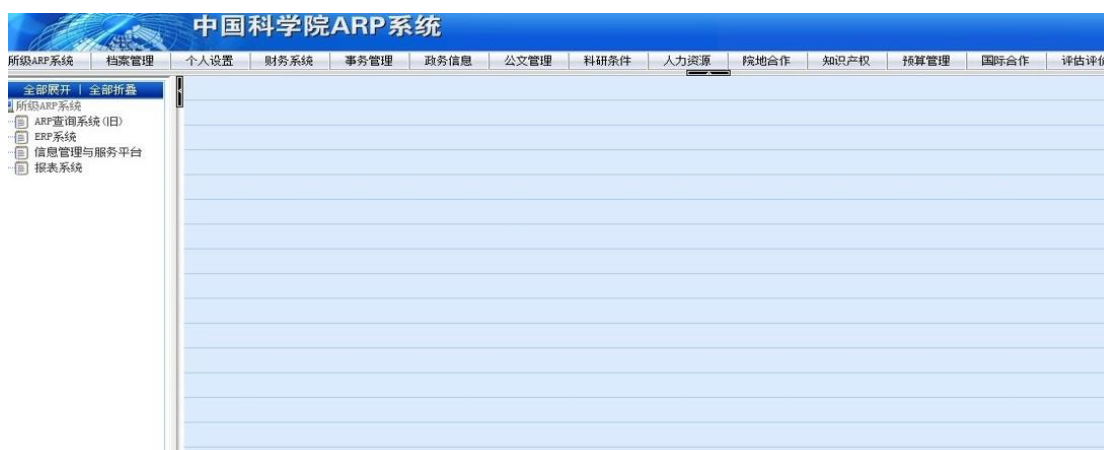 中国科学院ARP系统
所级ARP系统 档案管理 个人设置 财务系统 事务管理 政务信息 公文管理 科研条件 人力资源 院地合作 知识产权 预算管理 国际合作 评估评价
全部展开 | 全部折叠
所级ARP系统
ARP查询系统(旧)
ERP系统
信息管理与服务平台
报表系统